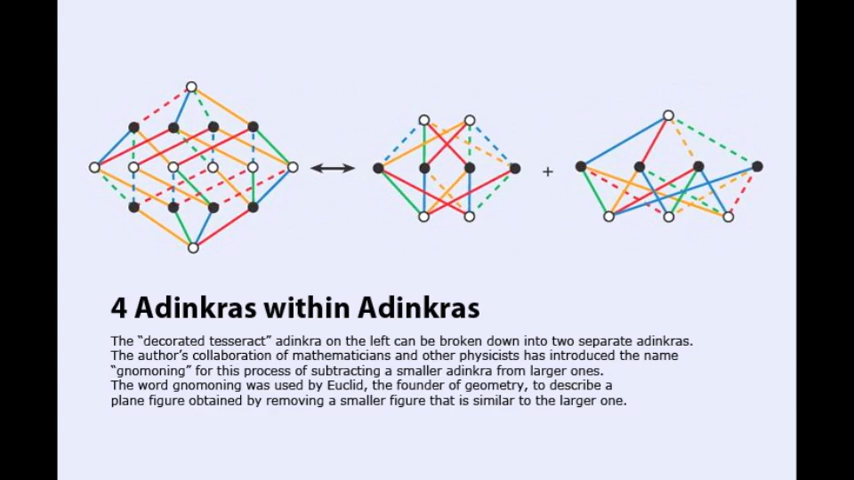 +
4 Adinkras within Adinkras
The “decorated tesseract” adinkra on the left can be broken down into two separate adinkras.
The author’s collaboration of mathematicians and other physicists has introduced the name
“gnomoning” for this process of subtracting a smaller adinkra from larger ones.
The word gnomoning was used by Euclid, the founder of geometry, to describe a
plane figure obtained by removing a smaller figure that is similar to the larger one.